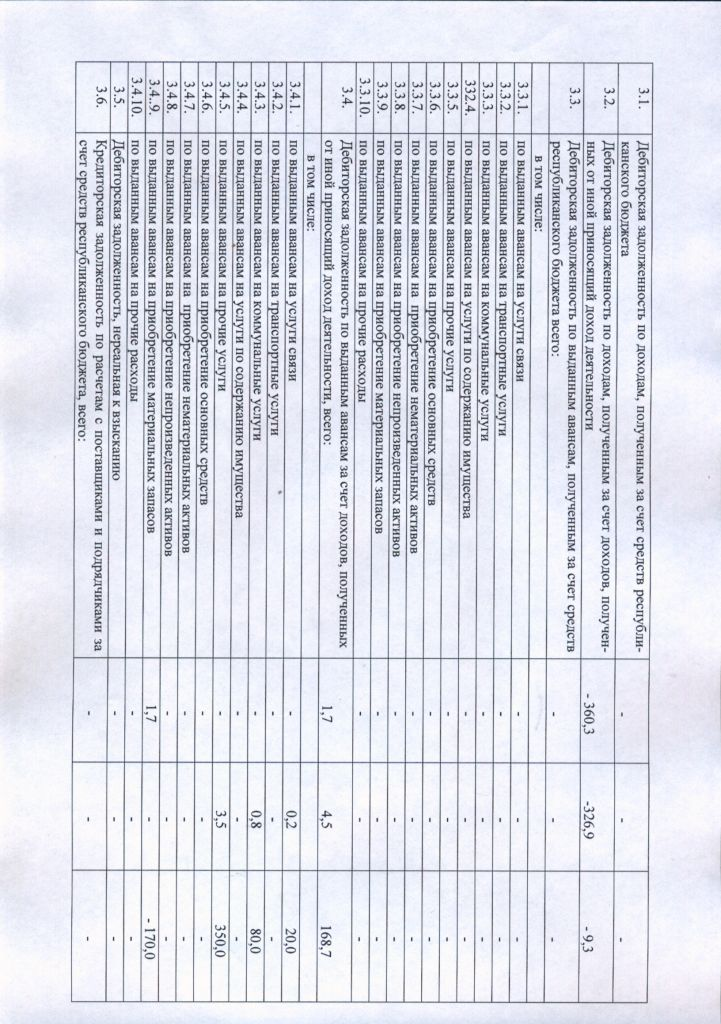 3.1. Дебиторская задолженность по доходам, полученным за счет средств республи-
канского бюджета - - -
3.2. Дебиторская задолженность по доходам, полученным за счет доходов, получен-
ных от иной приносящий доход деятельности - 360,3 -326,9 - 9,3
3.3. Дебиторская задолженность по выданным авансам, полученным за счет средств
республиканского бюджета всего: - - -
в том числе:
3.3.1. по выданным авансам на услуги связи - - -
3.3.2. по выданным авансам на транспортные услуги - - -
3.3.3. по выданным авансам на коммунальные услуги - - -
332.4. по выданным авансам на услуги по содержанию имущества - - -
3.3.5. по выданным авансам на прочие услуги - - -
3.3.6. по выданным авансам на приобретение основных средств - - -
3.3.7. по выданным авансам на приобретение нематериальных активов - - -
3.3.8. по выданным авансам на приобретение непроизведенных активов - - -
3.3.9. по выданным авансам на приобретение материальных запасов - - -
3.3.10. по выданным авансам на прочие расходы - - -
3.4. Дебиторская задолженность по выданным авансам за счет доходов, полученных
от иной приносящий доход деятельности, всего: 1,7 4,5 168,7
в том числе:
3.4.1. по выданным авансам на услуги связи - 0,2 20,0
3.4.2. по выданным авансам на транспортные услуги - - -
3.4.3. по выданным авансам на коммунальные услуги - 0,8 80,0
3.4.4. по выданным авансам на услуги по содержанию имущества - - -
3.4.5. по выданным авансам на прочие услуги - 3,5 350,0
3.4.6. по выданным авансам на приобретение основных средств - - -
3.4.7. по выданным авансам на приобретение нематериальных активов - - -
3.4.8. по выданным авансам на приобретение непроизведенных активов - - -
3.4..9. по выданным авансам на приобретение материальных запасов 1,7 - - 170,0
3.4.10. по выданным авансам на прочие расходы - - -
3.5. Дебиторская задолженность, нереальная к взысканию - - -
3.6. Кредиторская задолженность по расчетам с поставщиками и подрядчиками за
счет средств республиканского бюджета, всего: - - -